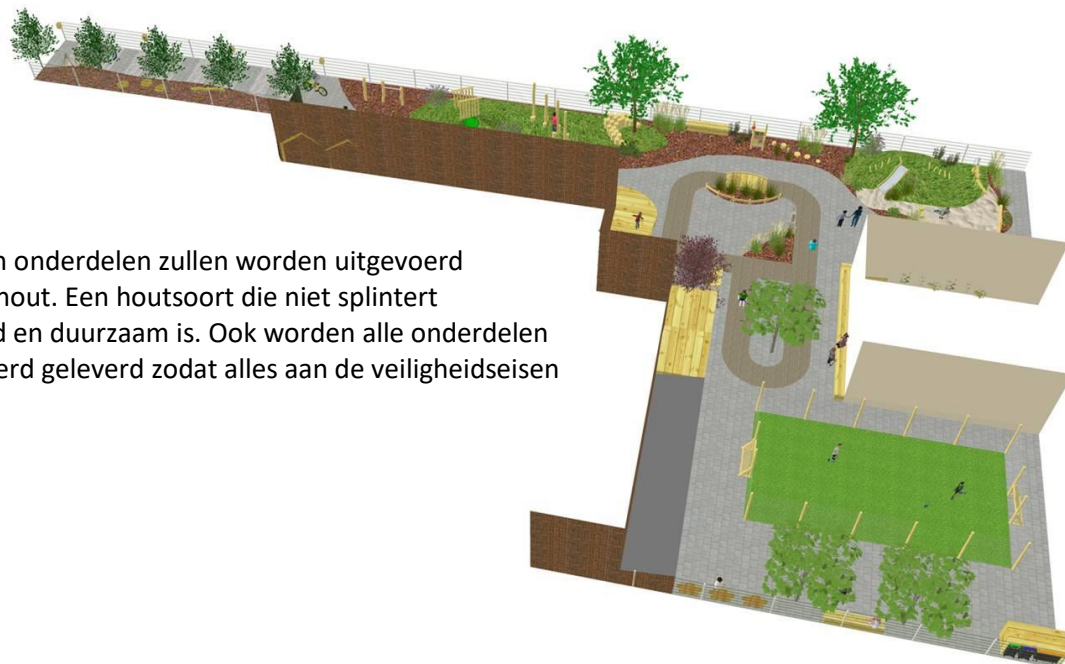 n onderdelen zullen worden uitgevoerd
hout. Een houtsoort die niet splintert
d en duurzaam is. Ook worden alle onderdelen
erd geleverd zodat alles aan de veiligheidseisen